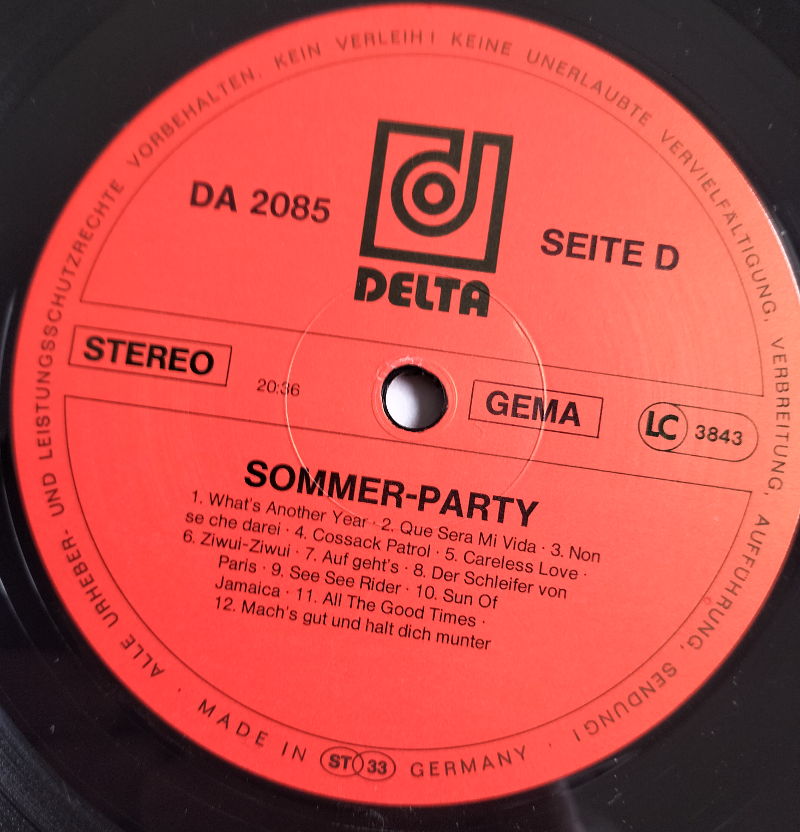 ALLE URHEBER- UND LEISTUNGSSCHUTZRECHTE VORBEHALTEN. KEIN VERLEIH! KEINE UNERLAUBTE VERVIELFÄLTIGUNG, VERBREITUNG, AUFFÜHRUNG, SENDUNG!
DA 2085
DELTA
SEITE D
STEREO
20:36
GEMA
LC 3843
SOMMER-PARTY
1. What's Another Year · 2. Que Sera Mi Vida · 3. Non
se che darei · 4. Cossack Patrol · 5. Careless Love ·
6. Ziwui-Ziwui · 7. Auf geht's · 8. Der Schleifer von
Paris · 9. See See Rider · 10. Sun Of
Jamaica · 11. All The Good Times ·
12. Mach's gut und halt dich munter
· MADE IN ST 33 GERMANY ·